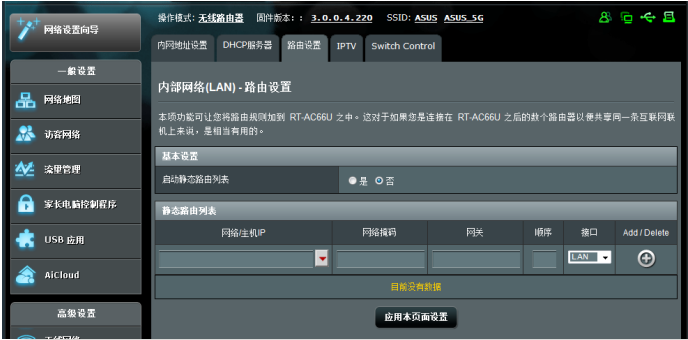 网络设置向导
操作模式: 无线路由器 固件版本: : 3.0.0.4.220 SSID: ASUS ASUS_5G
内网地址设置 DHCP服务器 路由设置 IPTV Switch Control
一般设置
网络地图
访客网络
流量管理
家长电脑控制程序
USB 应用
AiCloud
高级设置
无线网络
内部网络(LAN) - 路由设置
本项功能可让您将路由规则加到 RT-AC66U 之中。这对于如果您是连接在 RT-AC66U 之后的数个路由器以便共享同一条互联网联
机上来说，是相当有用的。
基本设置
启动静态路由列表 是 否
静态路由列表
网络/主机IP 网络掩码 网关 顺序 接口 Add / Delete
LAN
目前没有数据
应用本页面设置